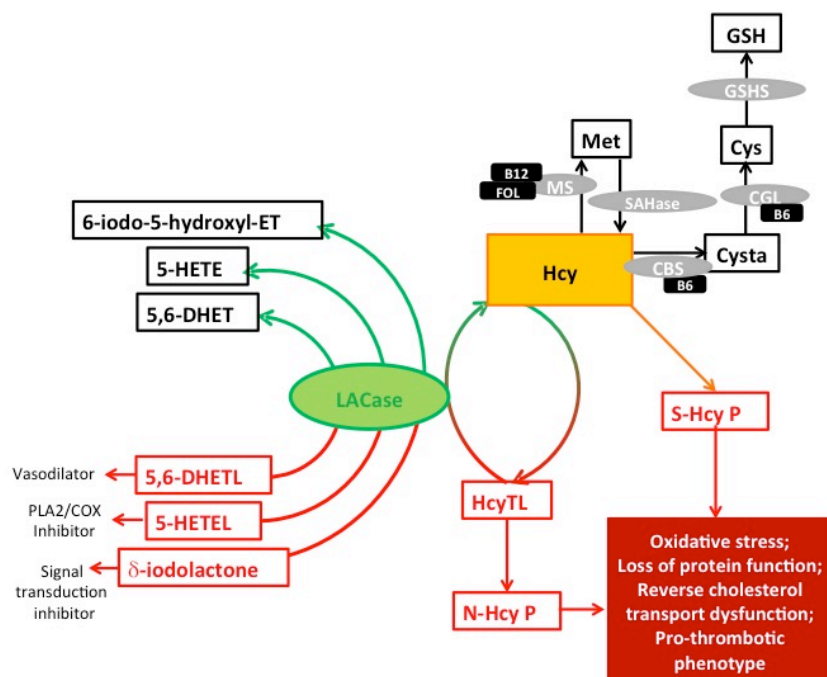 GSH
GSHS
Met
Cys
B12
FOL
MS
SAHase
CGL
B6
6-iodo-5-hydroxyl-ET
5-HETE
Hcy
CBS
B6
Cysta
5,6-DHET
LACase
S-Hcy P
Vasodilator
5,6-DHETL
PLA2/COX
Inhibitor
5-HETEL
HcyTL
Signal
transduction
inhibitor
δ-iodolactone
N-Hcy P
Oxidative stress;
Loss of protein function;
Reverse cholesterol
transport dysfunction;
Pro-thrombotic
phenotype